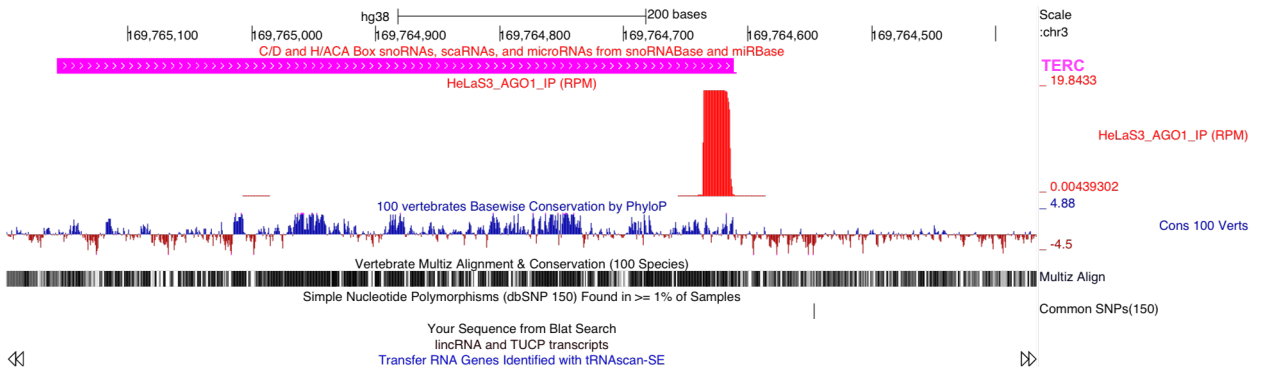 hg38 200 bases Scale
169,765,100 169,765,000 169,764,900 169,764,800 169,764,700 169,764,600 169,764,500 :chr3
C/D and H/ACA Box snoRNAs, scaRNAs, and microRNAs from snoRNABase and miRBase
TERC
HeLaS3_AGO1_IP (RPM) 19.8433
HeLaS3_AGO1_IP (RPM)
0.00439302
100 vertebrates Basewise Conservation by PhyloP 4.88
Cons 100 Verts
-4.5
Vertebrate Multiz Alignment & Conservation (100 Species)
Multiz Align
Simple Nucleotide Polymorphisms (dbSNP 150) Found in >= 1% of Samples
Common SNPs(150)
Your Sequence from Blat Search
lincRNA and TUCP transcripts
Transfer RNA Genes Identified with tRNAscan-SE